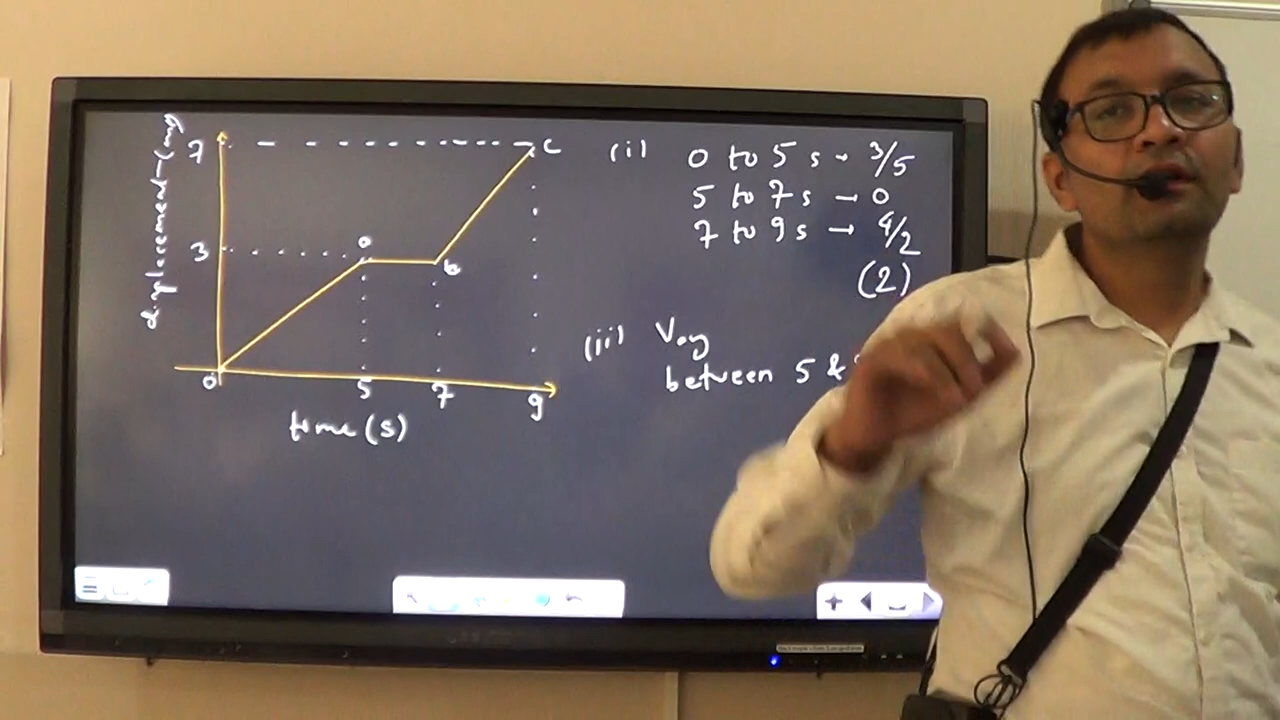 displacement (m)
7
3
0
a
b
c
5
7
9
time (s)
(i) 0 to 5 s → 3/5
5 to 7 s → 0
7 to 9 s → 4/2
(2)
(ii) Vav
between 5 &